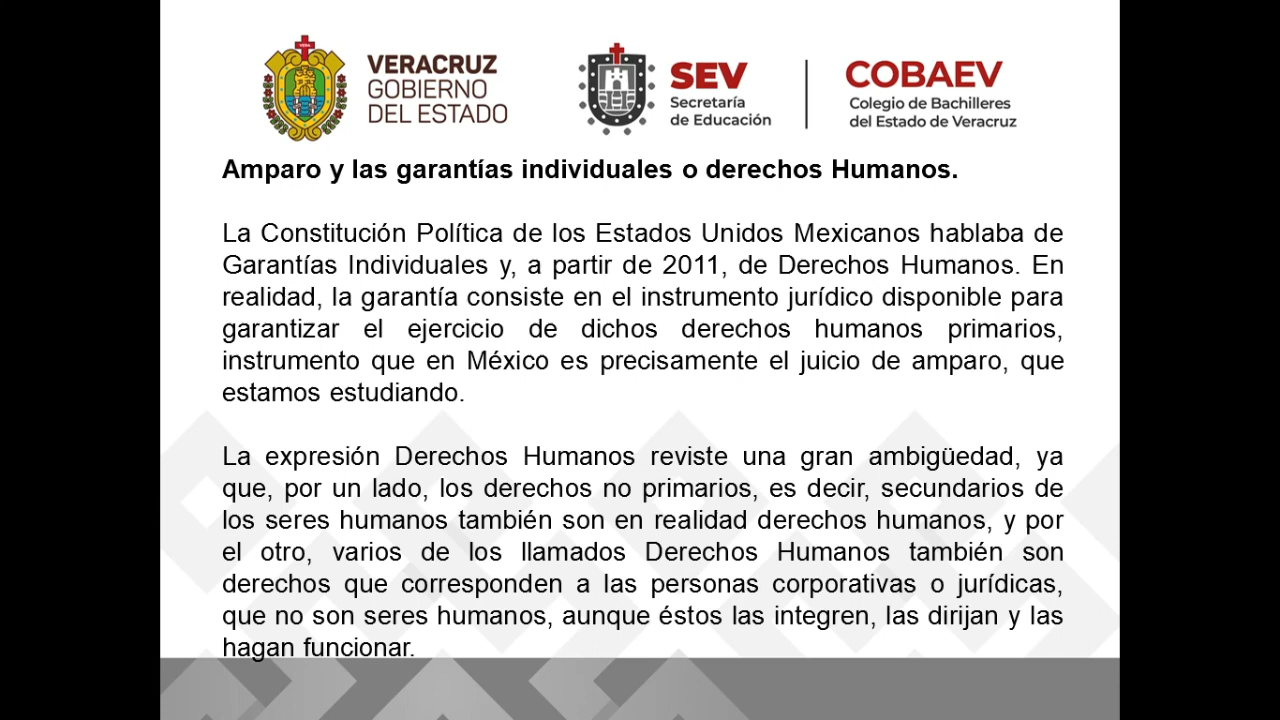 VERACRUZ
GOBIERNO
DEL ESTADO
VERA
SEV
Secretaría
de Educación
COBAEV
Colegio de Bachilleres
del Estado de Veracruz
Amparo y las garantías individuales o derechos Humanos.
La Constitución Política de los Estados Unidos Mexicanos hablaba de
Garantías Individuales y, a partir de 2011, de Derechos Humanos. En
realidad, la garantía consiste en el instrumento jurídico disponible para
garantizar el ejercicio de dichos derechos humanos primarios,
instrumento que en México es precisamente el juicio de amparo, que
estamos estudiando.
La expresión Derechos Humanos reviste una gran ambigüedad, ya
que, por un lado, los derechos no primarios, es decir, secundarios de
los seres humanos también son en realidad derechos humanos, y por
el otro, varios de los llamados Derechos Humanos también son
derechos que corresponden a las personas corporativas o jurídicas,
que no son seres humanos, aunque éstos las integren, las dirijan y las
hagan funcionar.